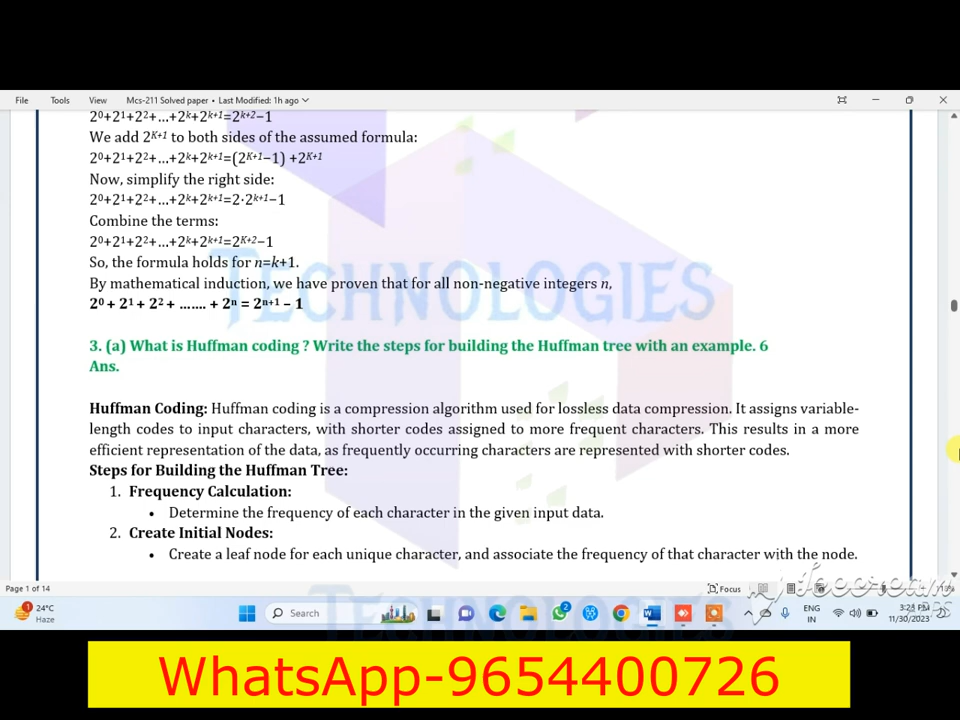 File Tools View Mcs-211 Solved paper • Last Modified: 1h ago
2⁰+2¹+2²+...+2ᵏ+2ᵏ⁺¹=2ᵏ⁺²−1
We add 2ᴷ⁺¹ to both sides of the assumed formula:
2⁰+2¹+2²+...+2ᵏ+2ᵏ⁺¹=(2ᴷ⁺¹−1) +2ᴷ⁺¹
Now, simplify the right side:
2⁰+2¹+2²+...+2ᵏ+2ᵏ⁺¹=2·2ᵏ⁺¹−1
Combine the terms:
2⁰+2¹+2²+...+2ᵏ+2ᵏ⁺¹=2ᴷ⁺²−1
So, the formula holds for n=k+1.
By mathematical induction, we have proven that for all non-negative integers n,
2⁰ + 2¹ + 2² + ....... + 2ⁿ = 2ⁿ⁺¹ – 1
TECHNOLOGIES
3. (a) What is Huffman coding ? Write the steps for building the Huffman tree with an example. 6
Ans.
Huffman Coding: Huffman coding is a compression algorithm used for lossless data compression. It assigns variable-
length codes to input characters, with shorter codes assigned to more frequent characters. This results in a more
efficient representation of the data, as frequently occurring characters are represented with shorter codes.
Steps for Building the Huffman Tree:
1. Frequency Calculation:
• Determine the frequency of each character in the given input data.
2. Create Initial Nodes:
• Create a leaf node for each unique character, and associate the frequency of that character with the node.
Page 1 of 14 Focus
TECHNOLOGIES
1 24°C
Haze
Search
2
ENG
IN
3:23 PM
11/30/2023
WhatsApp-9654400726